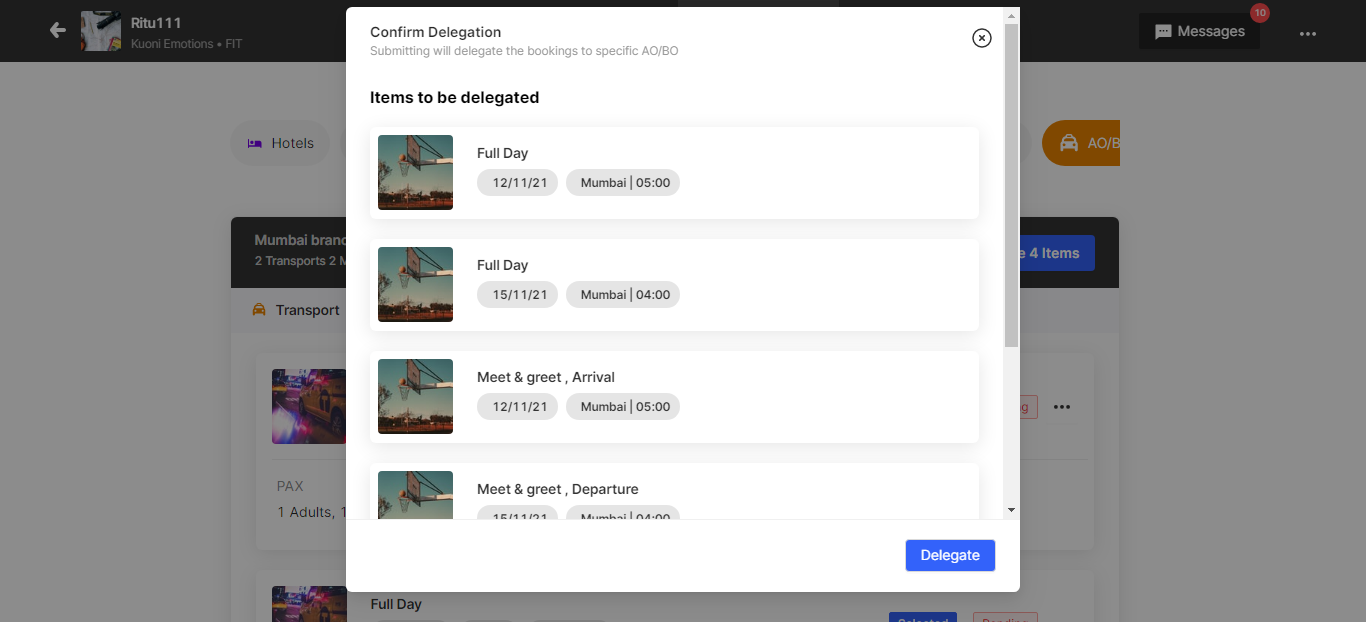 Ritu111
Kuoni Emotions • FIT
Messages
10
Confirm Delegation
Submitting will delegate the bookings to specific AO/BO
Items to be delegated
Full Day
12/11/21
Mumbai | 05:00
Full Day
15/11/21
Mumbai | 04:00
Meet & greet , Arrival
12/11/21
Mumbai | 05:00
Meet & greet , Departure
15/11/21
Mumbai | 04:00
Delegate
Hotels
AO/B
Mumbai branc
2 Transports 2 M
e 4 Items
Transport
g
PAX
1 Adults, 1
Full Day
Selected
Pending